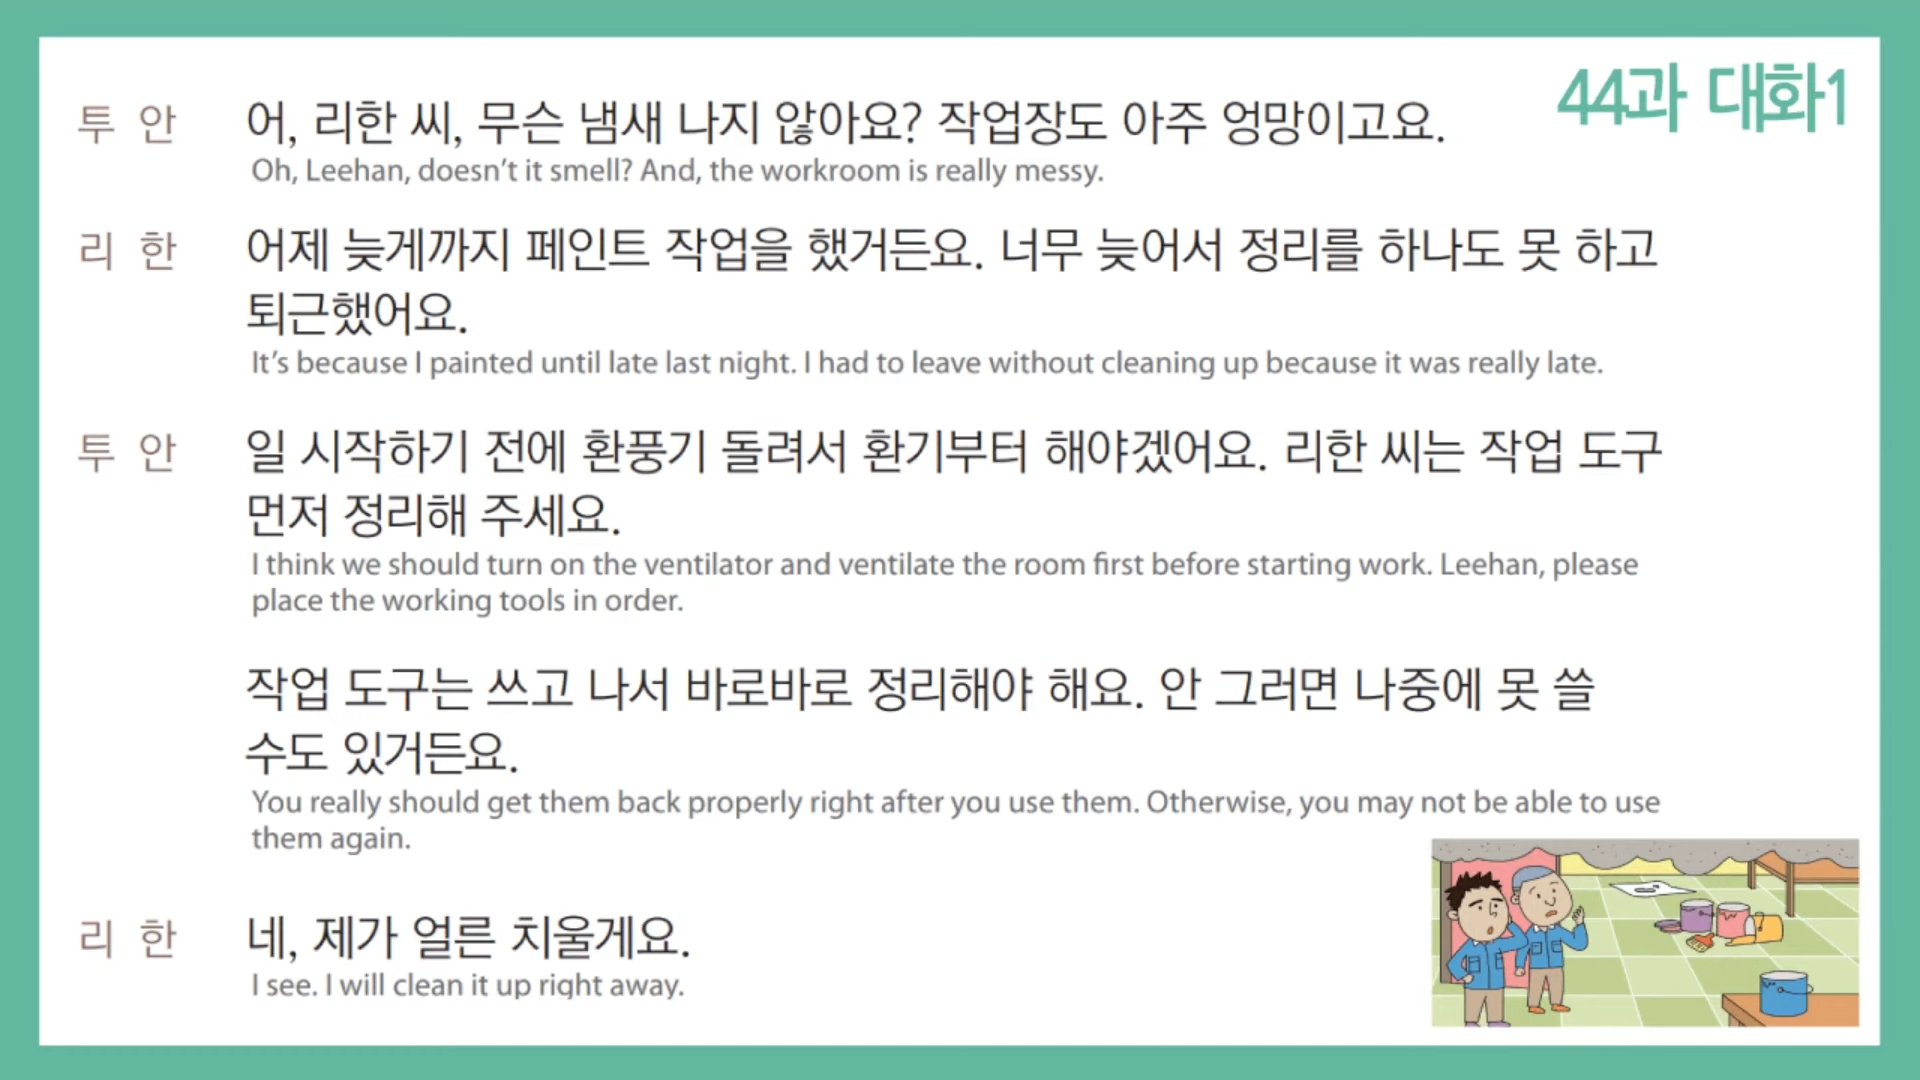 44과 대화1
투 안 어, 리한 씨, 무슨 냄새 나지 않아요? 작업장도 아주 엉망이고요.
Oh, Leehan, doesn’t it smell? And, the workroom is really messy.
리 한 어제 늦게까지 페인트 작업을 했거든요. 너무 늦어서 정리를 하나도 못 하고
퇴근했어요.
It’s because I painted until late last night. I had to leave without cleaning up because it was really late.
투 안 일 시작하기 전에 환풍기 돌려서 환기부터 해야겠어요. 리한 씨는 작업 도구
먼저 정리해 주세요.
I think we should turn on the ventilator and ventilate the room first before starting work. Leehan, please
place the working tools in order.
작업 도구는 쓰고 나서 바로바로 정리해야 해요. 안 그러면 나중에 못 쓸
수도 있거든요.
You really should get them back properly right after you use them. Otherwise, you may not be able to use
them again.
리 한 네, 제가 얼른 치울게요.
I see. I will clean it up right away.